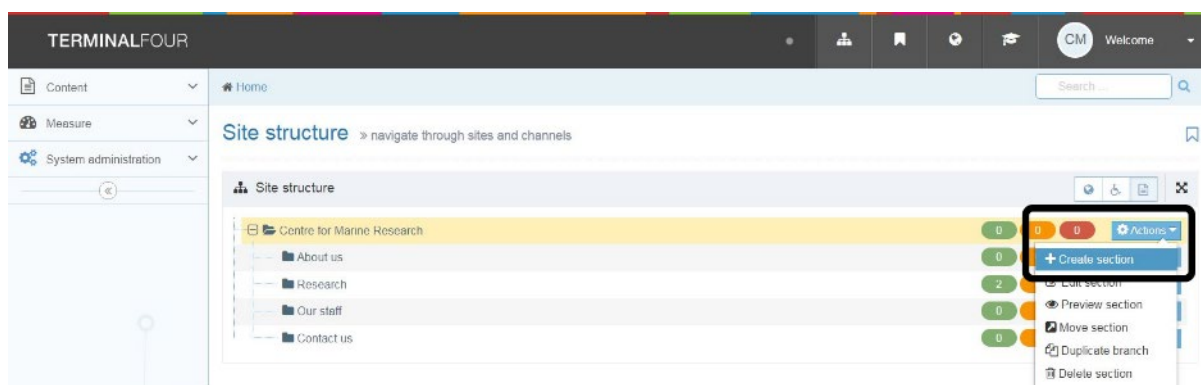 TERMINALFOUR
CM Welcome
Content
Home
Search ...
Measure
Site structure » navigate through sites and channels
System administration
Site structure
Centre for Marine Research 0 0 0 Actions
About us 0
Create section
Research 2
Edit section
Preview section
Our staff 0
Move section
Contact us 0
Duplicate branch
Delete section